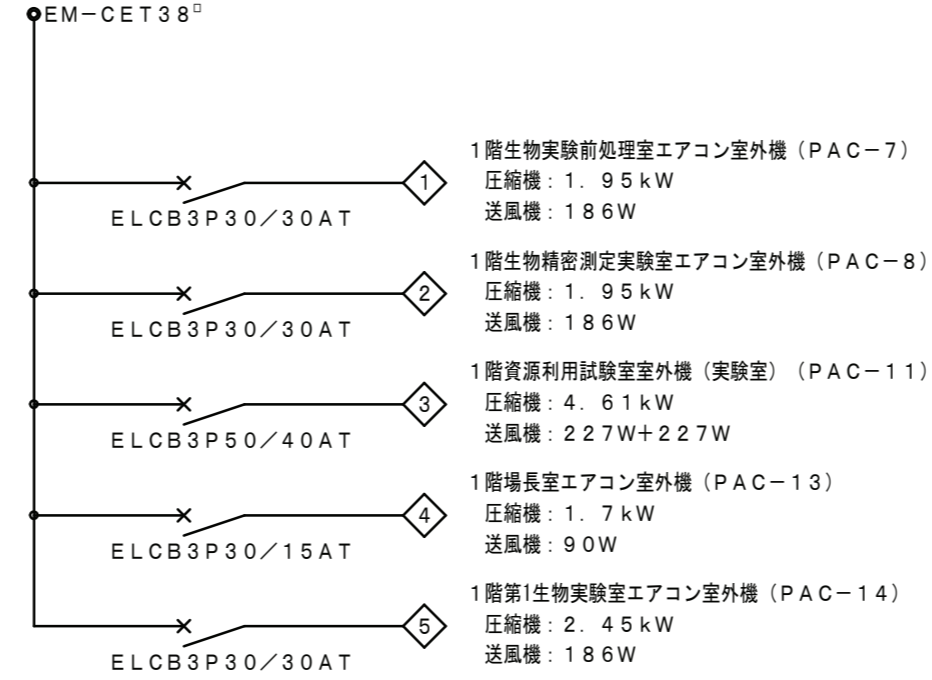 ＥＭ－ＣＥＴ３８□
１階生物実験前処理室エアコン室外機（ＰＡＣ－７）
1
圧縮機：１．９５ｋＷ
送風機：１８６Ｗ
ＥＬＣＢ３Ｐ３０／３０ＡＴ
１階生物精密測定実験室エアコン室外機（ＰＡＣ－８）
2
圧縮機：１．９５ｋＷ
送風機：１８６Ｗ
ＥＬＣＢ３Ｐ３０／３０ＡＴ
１階資源利用試験室室外機（実験室）（ＰＡＣ－１１）
3
圧縮機：４．６１ｋＷ
送風機：２２７Ｗ＋２２７Ｗ
ＥＬＣＢ３Ｐ５０／４０ＡＴ
１階場長室エアコン室外機（ＰＡＣ－１３）
4
圧縮機：１．７ｋＷ
送風機：９０Ｗ
ＥＬＣＢ３Ｐ３０／１５ＡＴ
１階第1生物実験室エアコン室外機（ＰＡＣ－１４）
5
圧縮機：２．４５ｋＷ
送風機：１８６Ｗ
ＥＬＣＢ３Ｐ３０／３０ＡＴ